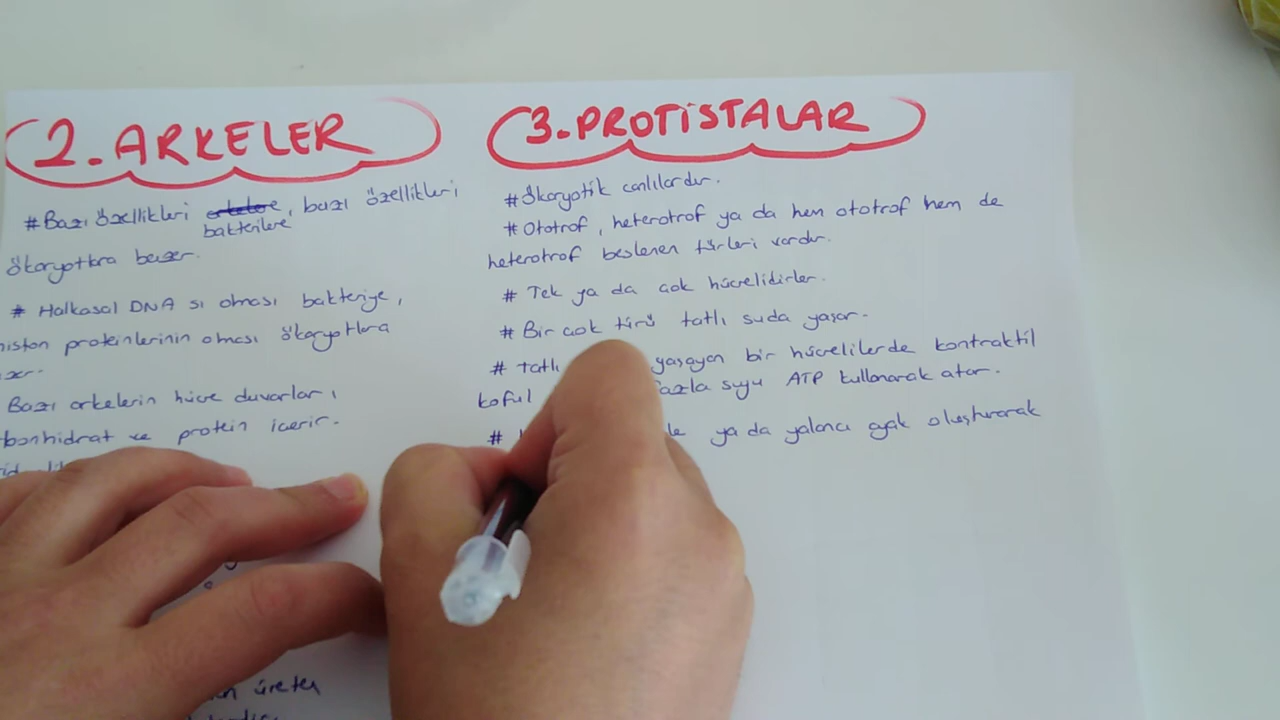 2. ARKELER
#Bazı özellikleri bakterilere, bazı özellikleri
ökaryotlara benzer.
# Halkasal DNA sı olması bakteriye,
histon proteinlerinin olması ökaryotlara
Bazı arkelerin hücre duvarları
protein içerir.
üreten
3. PROTİSTALAR
#Ökaryotik canlılardır.
#Ototrof, heterotrof ya da hem ototrof hem de
heterotrof beslenen türleri vardır.
# Tek ya da çok hücrelidirler.
# Bir çok türü tatlı suda yaşar.
# tatlı yaşayan bir hücrelilerde kontraktil
koful fazla suyu ATP kullanarak atar.
# ya da yalancı ayak oluşturarak